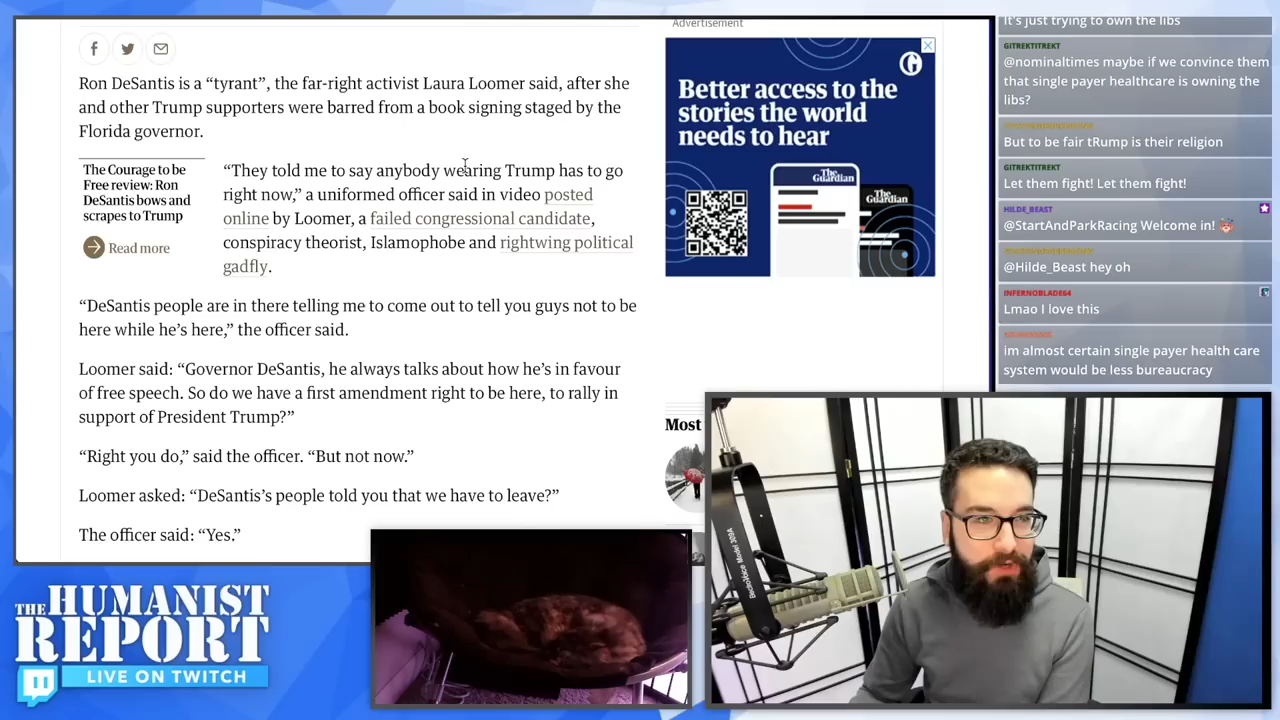 Advertisement
Ron DeSantis is a “tyrant”, the far-right activist Laura Loomer said, after she
and other Trump supporters were barred from a book signing staged by the
Florida governor.
The Courage to be
Free review: Ron
DeSantis bows and
scrapes to Trump
Read more
“They told me to say anybody wearing Trump has to go
right now,” a uniformed officer said in video posted
online by Loomer, a failed congressional candidate,
conspiracy theorist, Islamophobe and rightwing political
gadfly.
“DeSantis people are in there telling me to come out to tell you guys not to be
here while he’s here,” the officer said.
Loomer said: “Governor DeSantis, he always talks about how he’s in favour
of free speech. So do we have a first amendment right to be here, to rally in
support of President Trump?”
“Right you do,” said the officer. “But not now.”
Loomer asked: “DeSantis’s people told you that we have to leave?”
The officer said: “Yes.”
Better access to the
stories the world
needs to hear
The
Guardian
The
Guardian
Most
It's just trying to own the libs
GITREKTITREKT
@nominaltimes maybe if we convince them
that single payer healthcare is owning the
libs?
But to be fair tRump is their religion
GITREKTITREKT
Let them fight! Let them fight!
HILDE_BEAST
@StartAndParkRacing Welcome in!
@Hilde_Beast hey oh
INFERNOBLADE64
Lmao I love this
im almost certain single payer health care
system would be less bureaucracy
THE HUMANIST
REPORT
LIVE ON TWITCH